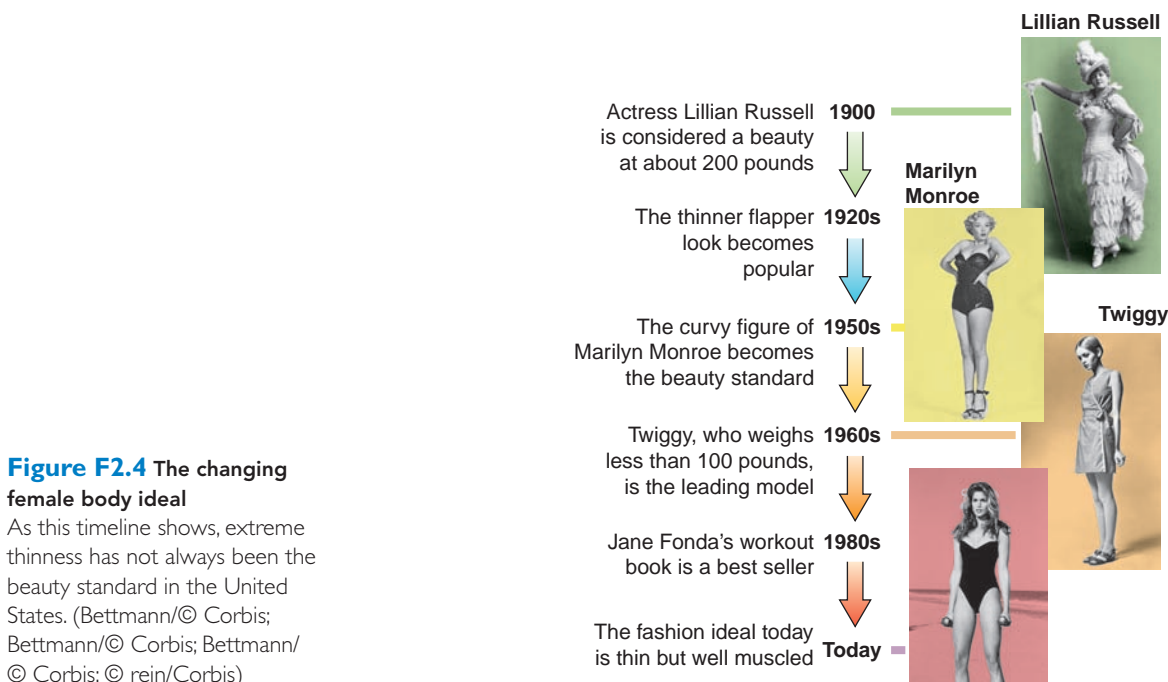 Lillian Russell
Actress Lillian Russell
is considered a beauty
at about 200 pounds
1900
Marilyn
Monroe
The thinner flapper
look becomes
popular
1920s
Twiggy
The curvy figure of
Marilyn Monroe becomes
the beauty standard
1950s
Twiggy, who weighs
less than 100 pounds,
is the leading model
1960s
Jane Fonda’s workout
book is a best seller
1980s
The fashion ideal today
is thin but well muscled
Today
Figure F2.4 The changing
female body ideal
As this timeline shows, extreme
thinness has not always been the
beauty standard in the United
States. (Bettmann/© Corbis;
Bettmann/© Corbis; Bettmann/
© Corbis; © rein/Corbis)